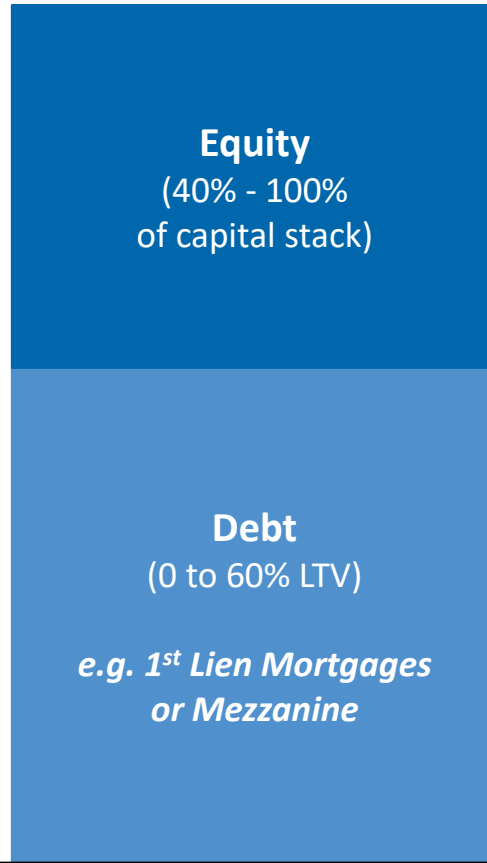 Equity
(40% - 100%
of capital stack)
Debt
(0 to 60% LTV)
e.g. 1st Lien Mortgages
or Mezzanine